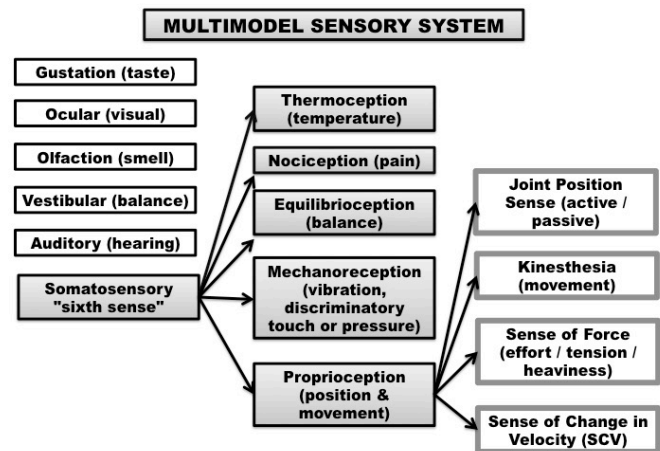 MULTIMODEL SENSORY SYSTEM
Gustation (taste)
Ocular (visual)
Olfaction (smell)
Vestibular (balance)
Auditory (hearing)
Somatosensory
"sixth sense"
Thermoception
(temperature)
Nociception (pain)
Equilibrioception
(balance)
Mechanoreception
(vibration,
discriminatory
touch or pressure)
Proprioception
(position &
movement)
Joint Position
Sense (active /
passive)
Kinesthesia
(movement)
Sense of Force
(effort / tension /
heaviness)
Sense of Change in
Velocity (SCV)